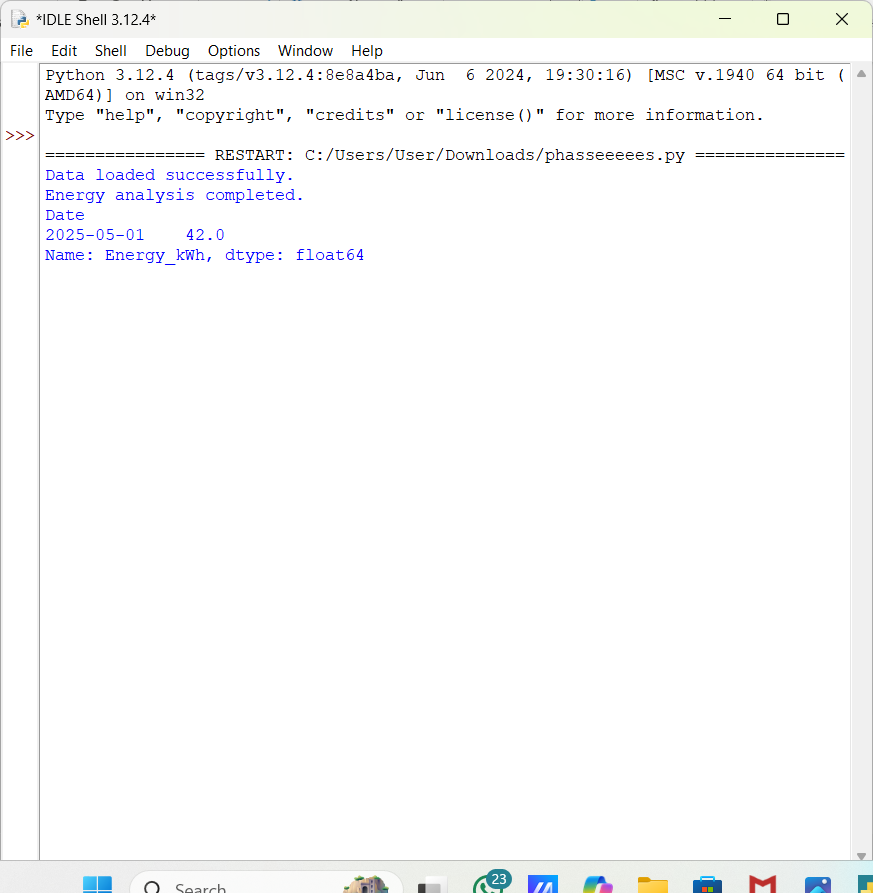 *IDLE Shell 3.12.4*
File Edit Shell Debug Options Window Help
Python 3.12.4 (tags/v3.12.4:8e8a4ba, Jun  6 2024, 19:30:16) [MSC v.1940 64 bit (
AMD64)] on win32
Type "help", "copyright", "credits" or "license()" for more information.
>>>
================ RESTART: C:/Users/User/Downloads/phasseeeees.py ===============
Data loaded successfully.
Energy analysis completed.
Date
2025-05-01    42.0
Name: Energy_kWh, dtype: float64
Search
23